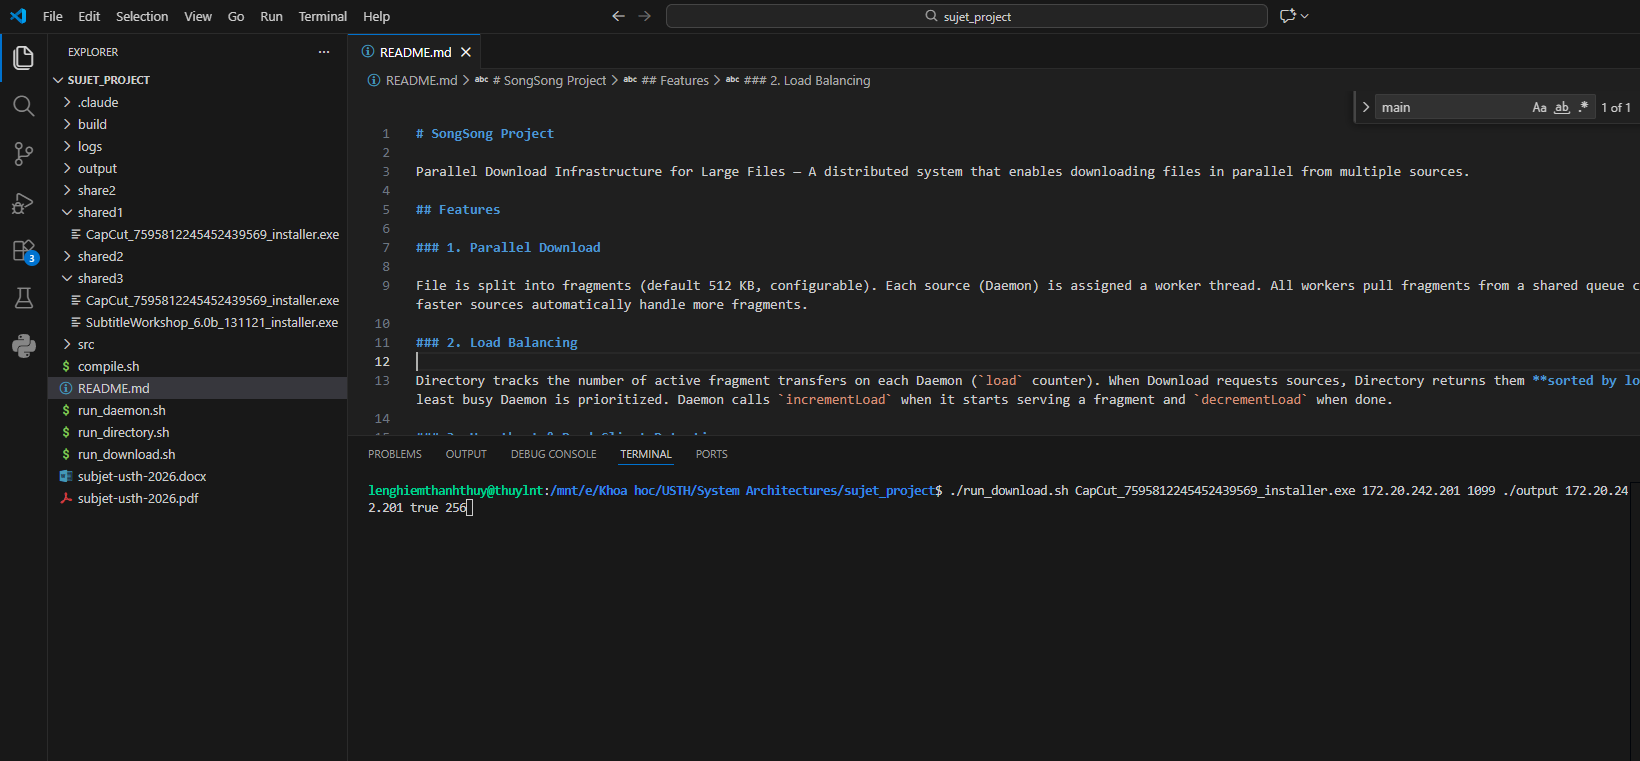 File Edit Selection View Go Run Terminal Help
sujet_project
EXPLORER
SUJET_PROJECT
.claude
build
logs
output
share2
shared1
CapCut_7595812245452439569_installer.exe
shared2
shared3
CapCut_7595812245452439569_installer.exe
SubtitleWorkshop_6.0b_131121_installer.exe
src
$ compile.sh
README.md
$ run_daemon.sh
$ run_directory.sh
$ run_download.sh
subjet-usth-2026.docx
subjet-usth-2026.pdf
3
README.md
README.md > abc # SongSong Project > abc ## Features > abc ### 2. Load Balancing
main Aa ab .* 1 of 1
1 # SongSong Project
2
3 Parallel Download Infrastructure for Large Files — A distributed system that enables downloading files in parallel from multiple sources.
4
5 ## Features
6
7 ### 1. Parallel Download
8
9 File is split into fragments (default 512 KB, configurable). Each source (Daemon) is assigned a worker thread. All workers pull fragments from a shared queue c
faster sources automatically handle more fragments.
10
11 ### 2. Load Balancing
12
13 Directory tracks the number of active fragment transfers on each Daemon (`load` counter). When Download requests sources, Directory returns them **sorted by lo
least busy Daemon is prioritized. Daemon calls `incrementLoad` when it starts serving a fragment and `decrementLoad` when done.
14
PROBLEMS OUTPUT DEBUG CONSOLE TERMINAL PORTS
lenghiemthanhthuy@thuylnt:/mnt/e/Khoa hoc/USTH/System Architectures/sujet_project$ ./run_download.sh CapCut_7595812245452439569_installer.exe 172.20.242.201 1099 ./output 172.20.24
2.201 true 256